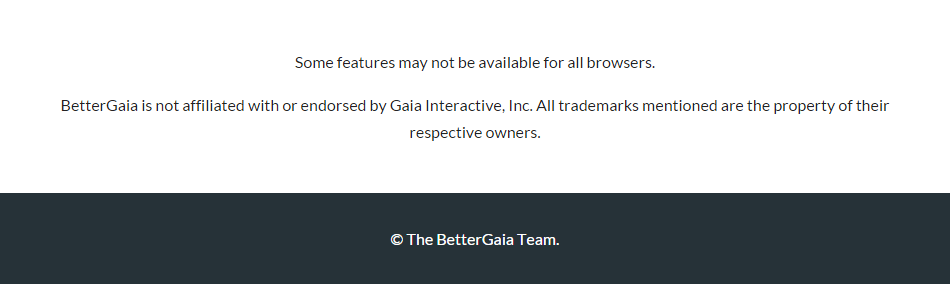 Some features may not be available for all browsers.
BetterGaia is not affiliated with or endorsed by Gaia Interactive, Inc. All trademarks mentioned are the property of their
respective owners.
© The BetterGaia Team.